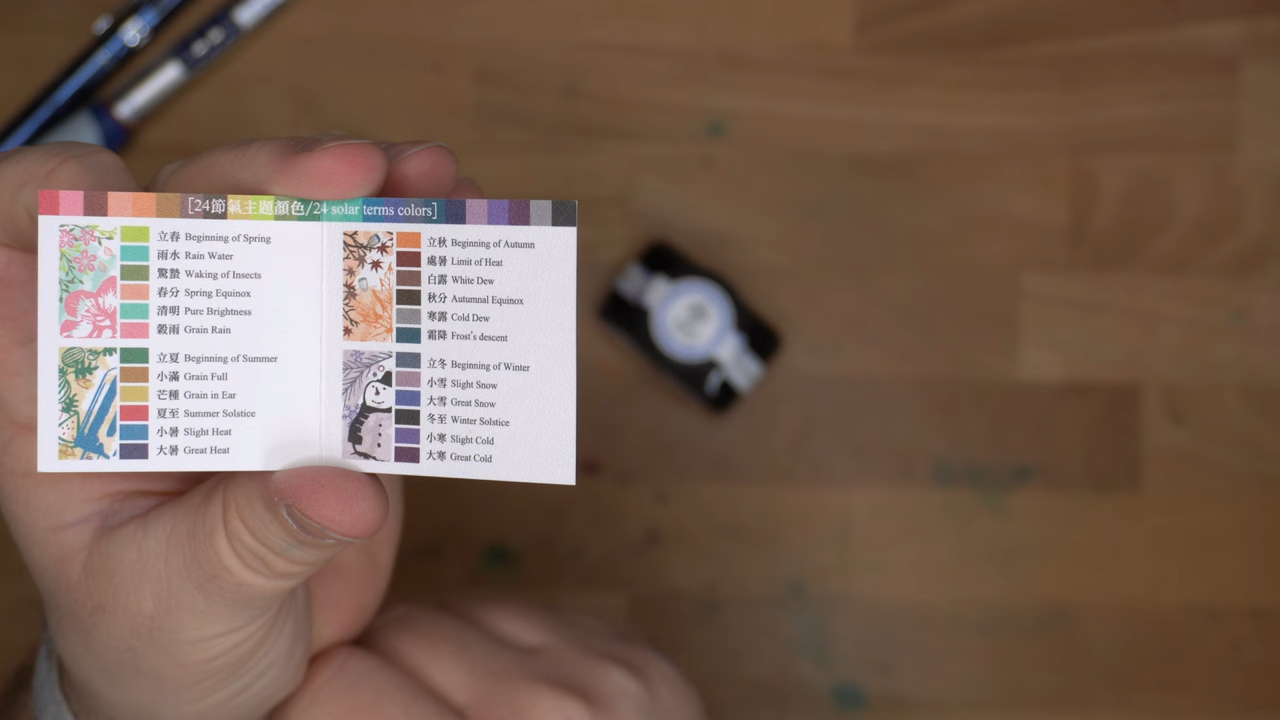 [24節氣主題顏色/24 solar terms colors]
立春 Beginning of Spring
雨水 Rain Water
驚蟄 Waking of Insects
春分 Spring Equinox
清明 Pure Brightness
穀雨 Grain Rain
立夏 Beginning of Summer
小滿 Grain Full
芒種 Grain in Ear
夏至 Summer Solstice
小暑 Slight Heat
大暑 Great Heat
立秋 Beginning of Autumn
處暑 Limit of Heat
白露 White Dew
秋分 Autumnal Equinox
寒露 Cold Dew
霜降 Frost's descent
立冬 Beginning of Winter
小雪 Slight Snow
大雪 Great Snow
冬至 Winter Solstice
小寒 Slight Cold
大寒 Great Cold